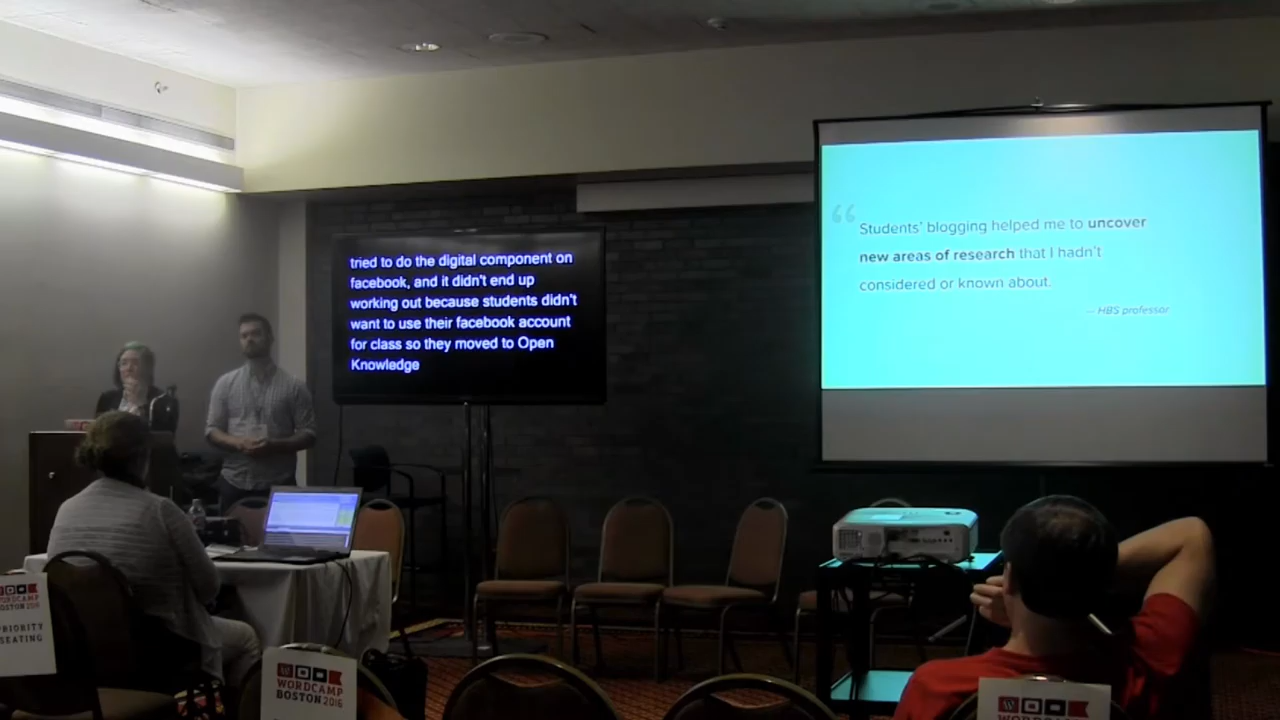 tried to do the digital component on
facebook, and it didn't end up
working out because students didn't
want to use their facebook account
for class so they moved to Open
Knowledge
“
Students' blogging helped me to uncover
new areas of research that I hadn't
considered or known about.
– HBS professor
WORDCAMP
BOSTON 2016
PRIORITY
SEATING
WORDCAMP
BOSTON 2016
WORDCAMP